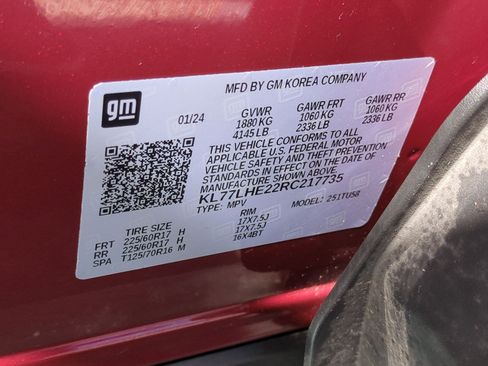 gm
MFD BY GM KOREA COMPANY
01/24 GVWR GAWR FRT GAWR RR
1880 KG 1060 KG 1060 KG
4145 LB 2336 LB 2336 LB
THIS VEHICLE CONFORMS TO ALL
APPLICABLE U.S. FEDERAL MOTOR
VEHICLE SAFETY AND THEFT PREVENTION
STANDARDS IN EFFECT ON THE DATE OF
MANUFACTURE SHOWN ABOVE.
KL77LHE22RC217735
TYPE: MPV MODEL: 251TU58
TIRE SIZE RIM
FRT 225/60R17 H 17X7.5J
RR 225/60R17 H 17X7.5J
SPA T125/70R16 M 16X4BT